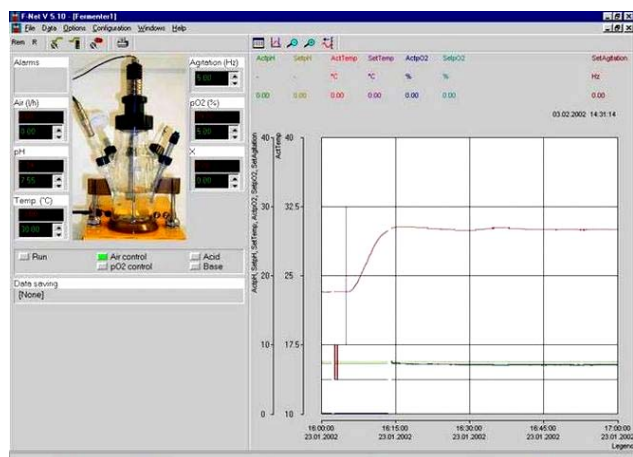 F-Net V 5.10 - [Fermenter1]
File Data Options Configuration Windows Help
Rem R
Alarms
Agitation (Hz)
5.00
Air (l/h)
0.00
pO2 (%)
5.00
pH
7.55
X
0.00
Temp. (°C)
30.00
Run
Air control
Acid
pO2 control
Base
Data saving
[None]
ActpH SetpH ActTemp SetTemp ActpO2 SetpO2 SetAgitation
- - °C °C % % Hz
0.00 0.00 0.00 0.00 0.00 0.00 0.00
03.02.2002 14:31:14
ActpH, SetpH, SetTemp, ActpO2, SetpO2, SetAgitation
ActTemp
40 40
30 32.5
20 25
10 17.5
0 10
16:00:00 16:15:00 16:30:00 16:45:00 17:00:00
23.01.2002 23.01.2002 23.01.2002 23.01.2002 23.01.2002
Legend